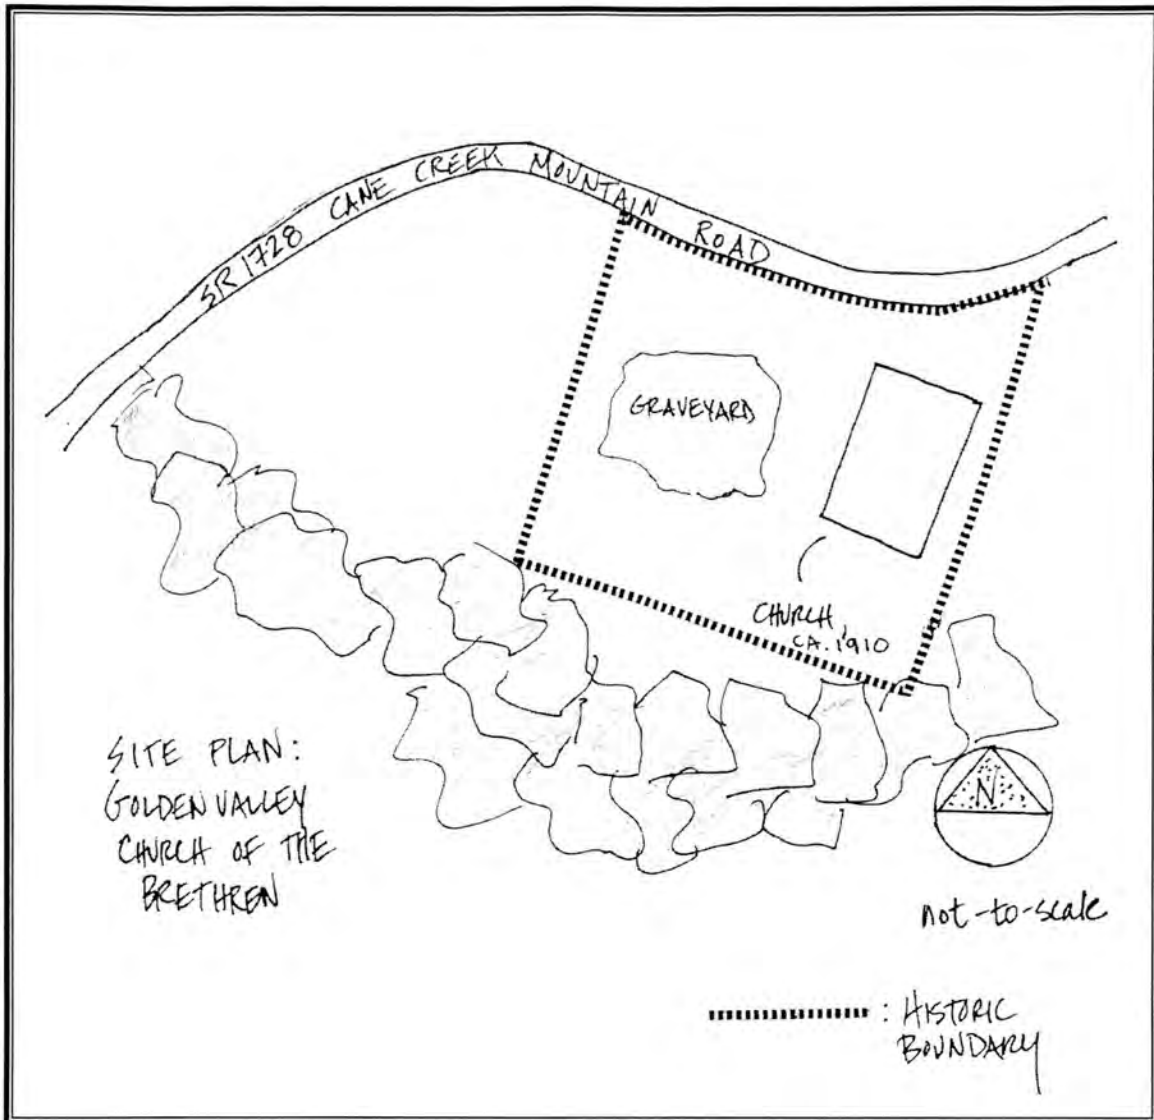 SR 1728 CANE CREEK MOUNTAIN ROAD
GRAVEYARD
CHURCH,
CA. 1910
SITE PLAN:
GOLDEN VALLEY
CHURCH OF THE
BRETHREN
N
not-to-scale
: HISTORIC
BOUNDARY